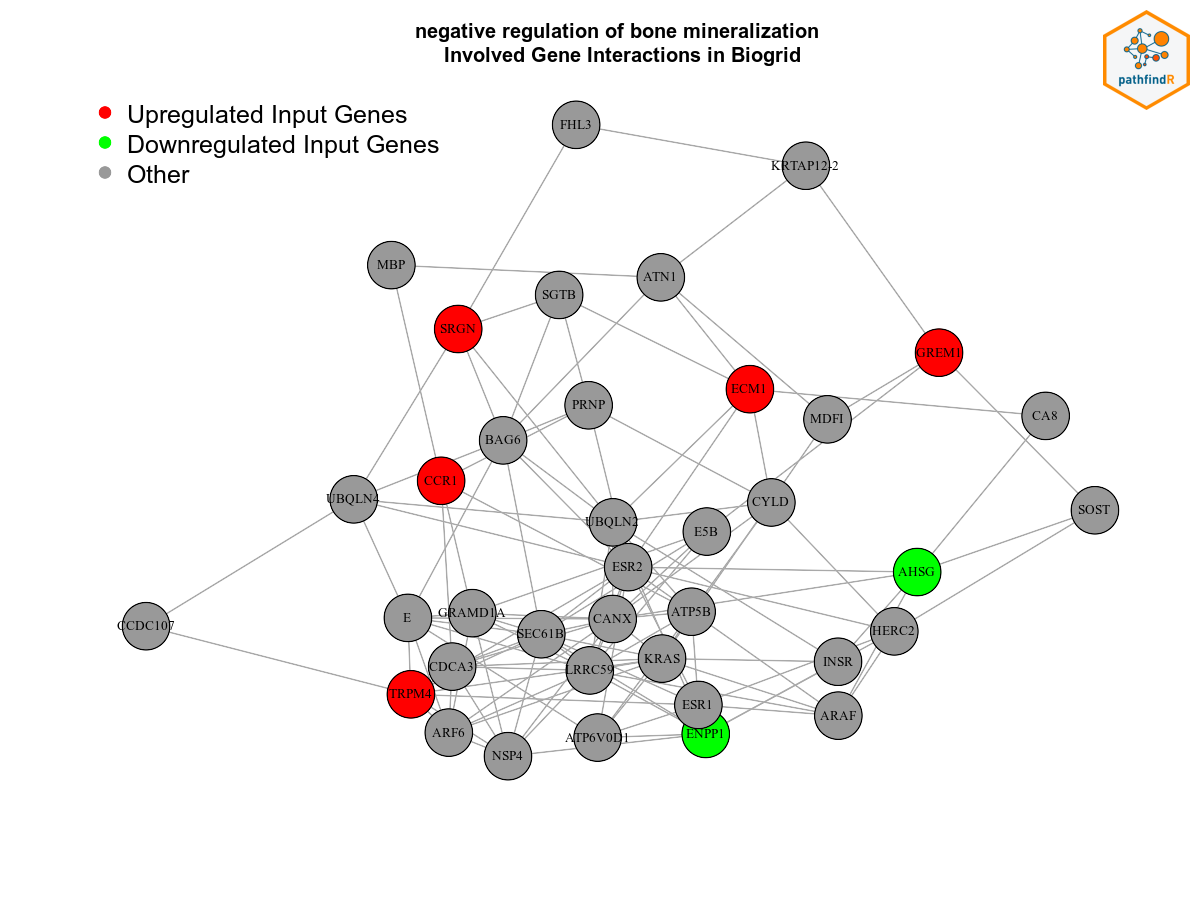 negative regulation of bone mineralization
Involved Gene Interactions in Biogrid
pathfindR
Upregulated Input Genes
Downregulated Input Genes
Other
FHL3
KRTAP12-2
MBP
ATN1
SGTB
SRGN
GREM1
ECM1
PRNP
CA8
MDFI
BAG6
CCR1
UBQLN4
CYLD
SOST
UBQLN2
E5B
ESR2
AHSG
CCDC107
E
GRAMD1A
CANX
ATP5B
SEC61B
HERC2
CDCA3
LRRC59
KRAS
INSR
TRPM4
ESR1
ARAF
ARF6
ATP6V0D1
ENPP1
NSP4